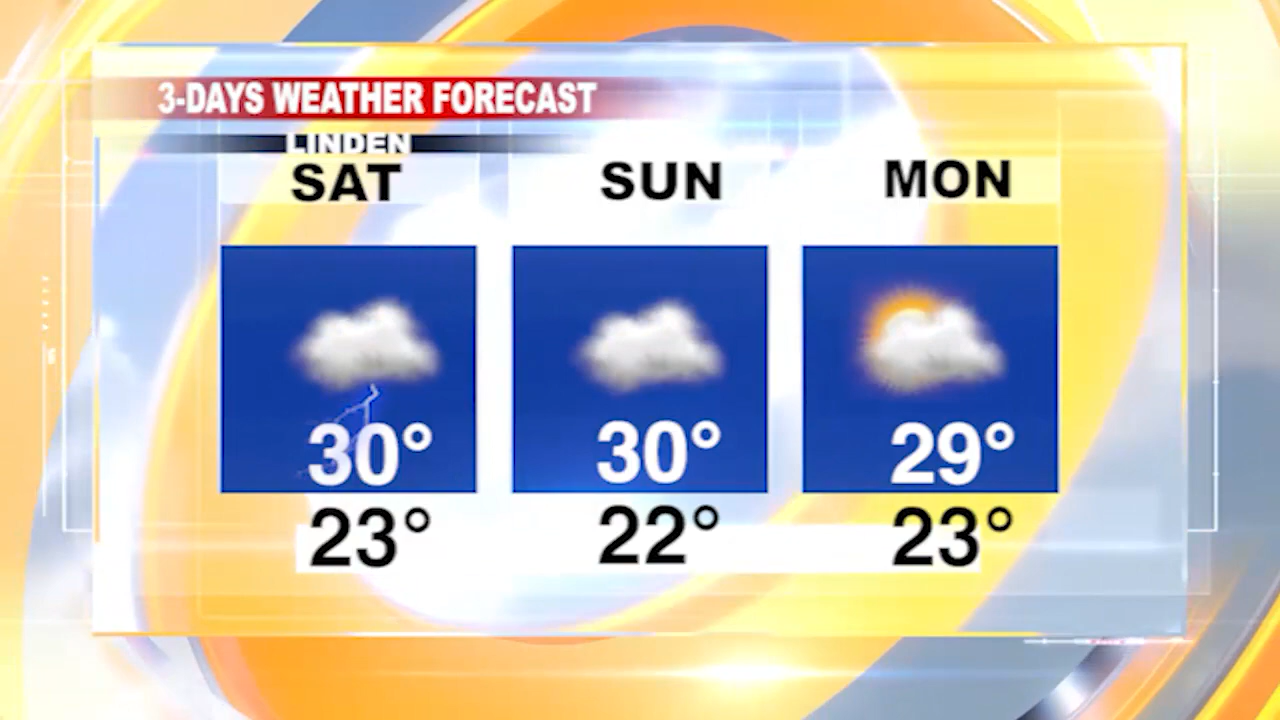 3-DAYS WEATHER FORECAST
LINDEN
SAT SUN MON
30° 30° 29°
23° 22° 23°